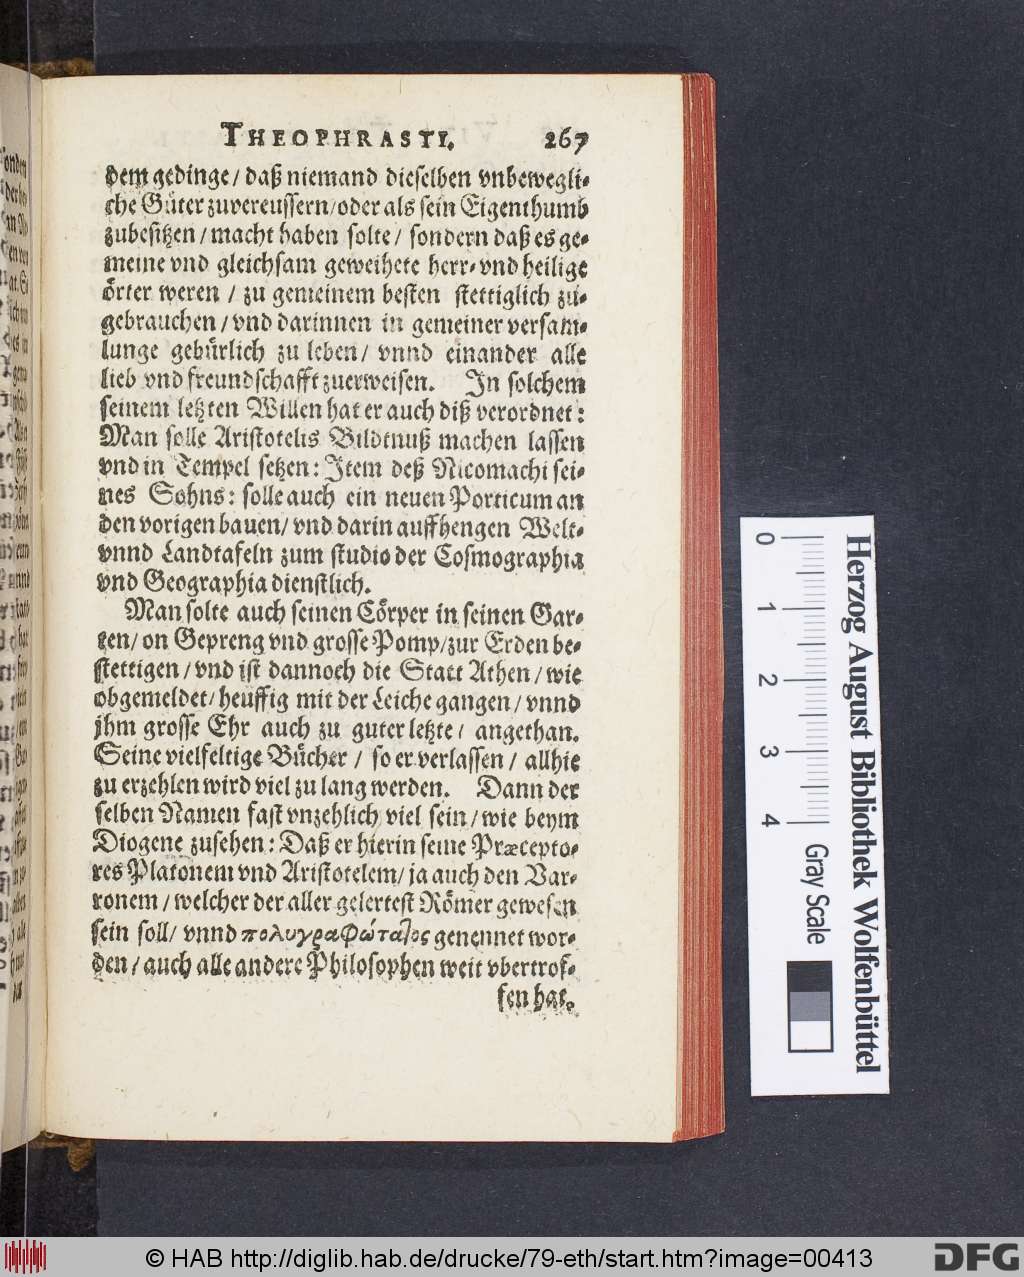 THEOPHRASTI. 267
dem gedinge / daß niemand dieselben vnbewegli-
che Güter zuvereussern / oder als sein Eigenthumb
zubesitzen / macht haben solte / sondern daß es ge-
meine vnd gleichsam geweihete herr- vnd heilige
örter weren / zu gemeinem besten stettiglich zu-
gebrauchen / vnd darinnen in gemeiner versam-
lunge gebürlich zu leben / vnnd einander alle
lieb vnd freundschafft zuerweisen. In solchem
seinem letzten Willen hat er auch diß verordnet:
Man solle Aristotelis Bildtnuß machen lassen
vnd in Tempel setzen: Item deß Nicomachi sei-
nes Sohns: solle auch ein neuen Porticum an
den vorigen bauen / vnd darin auffhengen Welt-
vnnd Landtafeln zum studio der Cosmographia
vnd Geographia dienstlich.
Man solte auch seinen Cörper in seinen Gar-
ten / on Gepreng vnd grosse Pomp / zur Erden be-
stettigen / vnd ist dannoch die Statt Athen / wie
obgemeldet / heuffig mit der Leiche gangen / vnnd
jhm grosse Ehr auch zu guter letzte / angethan.
Seine vielfeltige Bücher / so er verlassen / allhie
zu erzehlen wird viel zu lang werden. Dann der
selben Namen fast vnzehlich viel sein / wie beym
Diogene zusehen: Daß er hierin seine Præcepto-
res Platonem vnd Aristotelem / ja auch den Var-
ronem / welcher der aller gelertest Römer gewesen
sein soll / vnnd πολυγραφώτατος genennet wor-
den / auch alle andere Philosophen weit vbertrof-
fen hat.
Herzog August Bibliothek Wolfenbüttel
0 1 2 3 4 Gray Scale
© HAB http://diglib.hab.de/drucke/79-eth/start.htm?image=00413
DFG